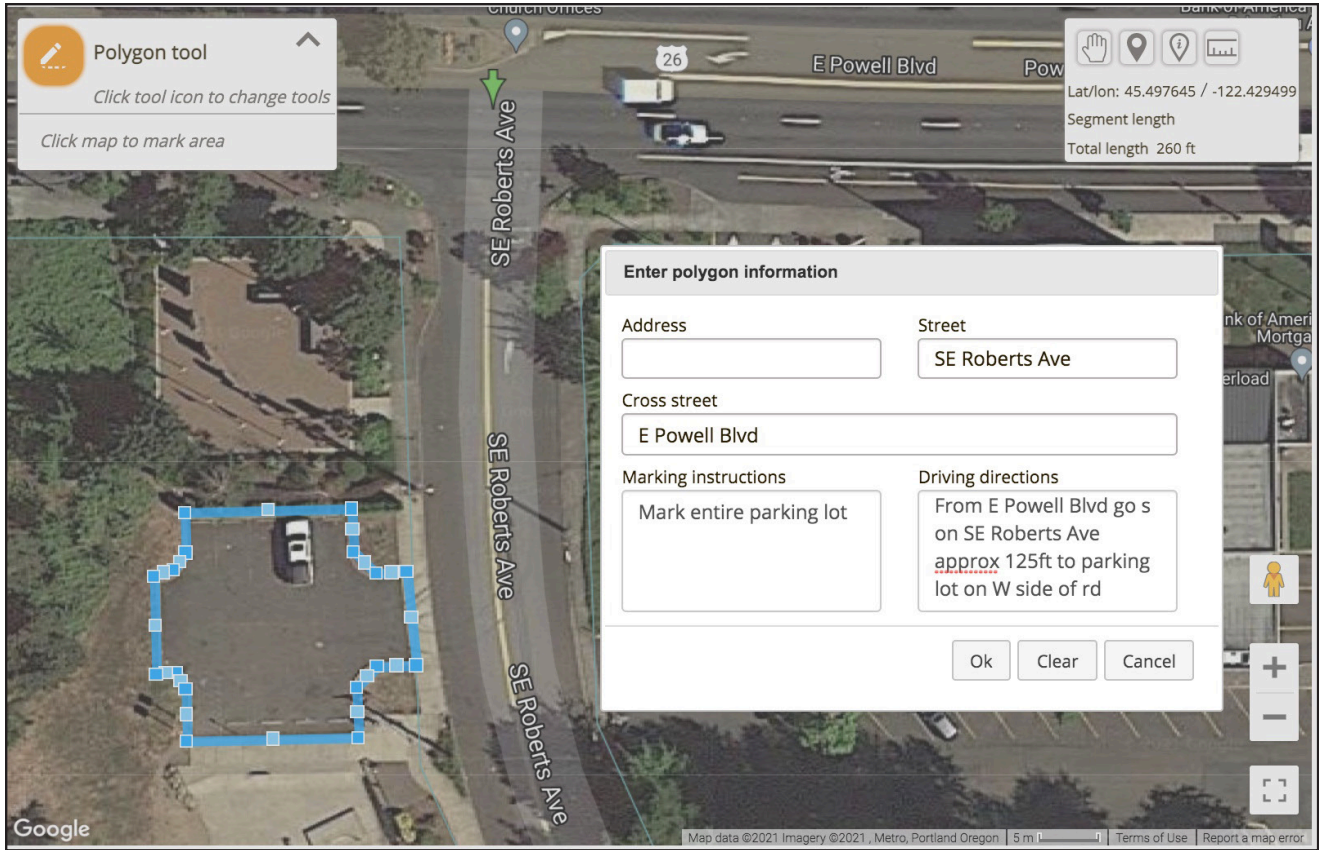 Church Offices
Bank of America
Polygon tool
Click tool icon to change tools
Click map to mark area
26
E Powell Blvd
Pow
Lat/lon: 45.497645 / -122.429499
Segment length
Total length 260 ft
SE Roberts Ave
Enter polygon information
Address
Street
SE Roberts Ave
Cross street
E Powell Blvd
Marking instructions
Driving directions
Mark entire parking lot
From E Powell Blvd go s
on SE Roberts Ave
approx 125ft to parking
lot on W side of rd
Ok
Clear
Cancel
nk of Ameri
Mortga
erload
SE Roberts Ave
SE Roberts Ave
Google
Map data ©2021 Imagery ©2021 , Metro, Portland Oregon
5 m
Terms of Use
Report a map error